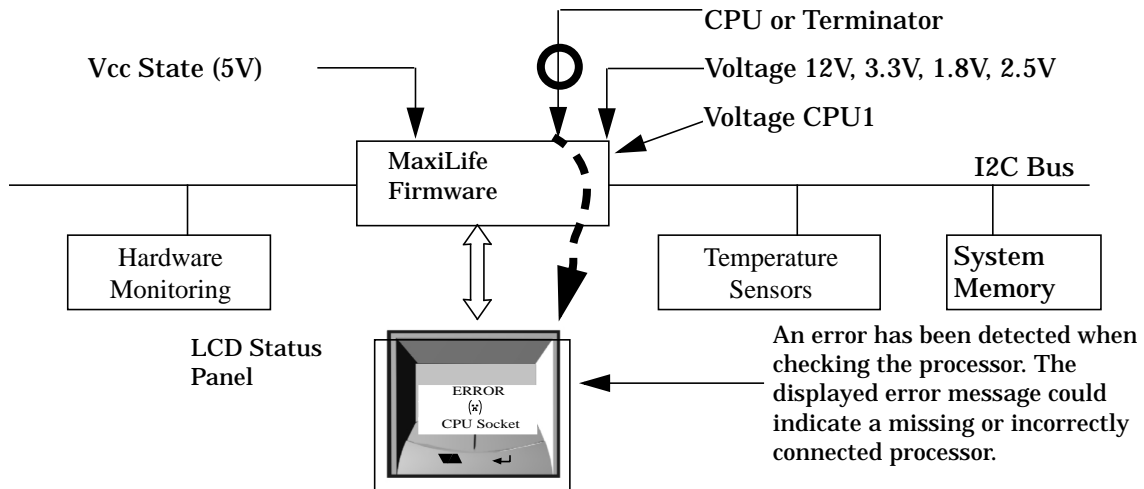 CPU or Terminator
Vcc State (5V)
Voltage 12V, 3.3V, 1.8V, 2.5V
Voltage CPU1
MaxiLife
Firmware
I2C Bus
Hardware
Monitoring
Temperature
Sensors
System
Memory
LCD Status
Panel
ERROR
(x)
CPU Socket
An error has been detected when
checking the processor. The
displayed error message could
indicate a missing or incorrectly
connected processor.